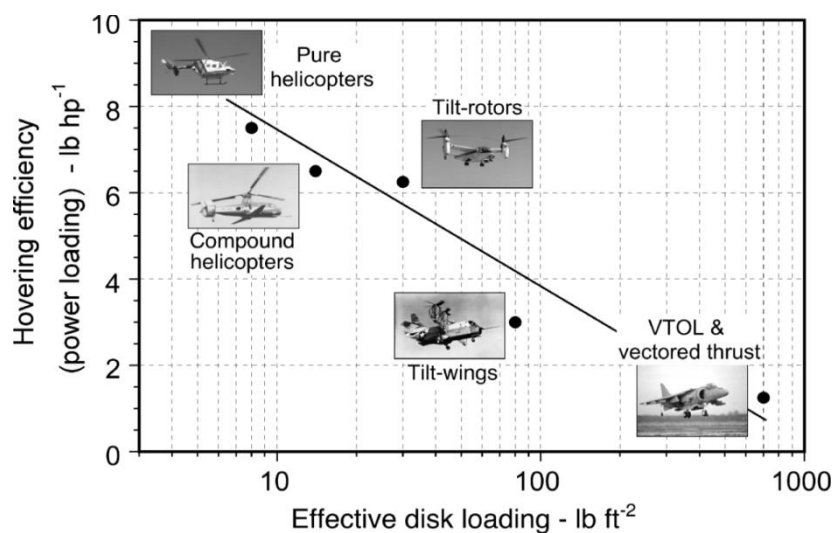 10
8
6
4
2
0
10
100
1000
Hovering efficiency
(power loading) - lb hp⁻¹
Effective disk loading - lb ft⁻²
Pure
helicopters
Tilt-rotors
Compound
helicopters
Tilt-wings
VTOL &
vectored thrust